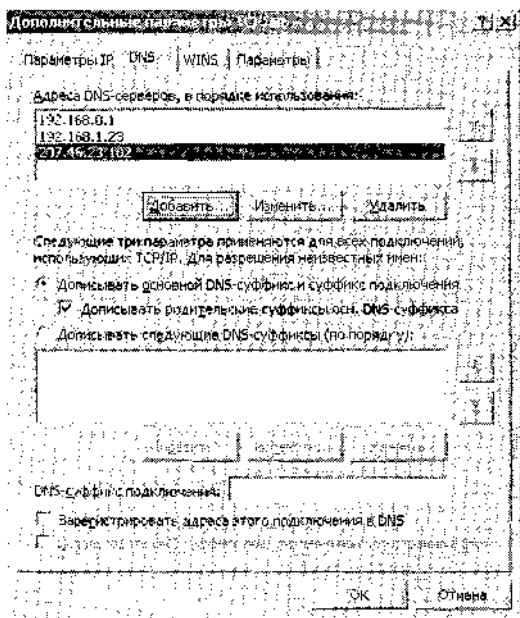 Дополнительные параметры
Параметры IP DNS WINS Параметры
Адреса DNS-серверов, в порядке использования:
192.168.0.1
192.168.1.23
207.46.23.102
Добавить... Изменить... Удалить
Следующие три параметра применяются для всех подключений,
использующих TCP/IP. Для разрешения неизвестных имен:
Дописывать основной DNS-суффикс и суффикс подключения
Дописывать родительские суффиксы осн. DNS-суффикса
Дописывать следующие DNS-суффиксы (по порядку):
DNS-суффикс подключения:
Зарегистрировать адреса этого подключения в DNS
OK Отмена